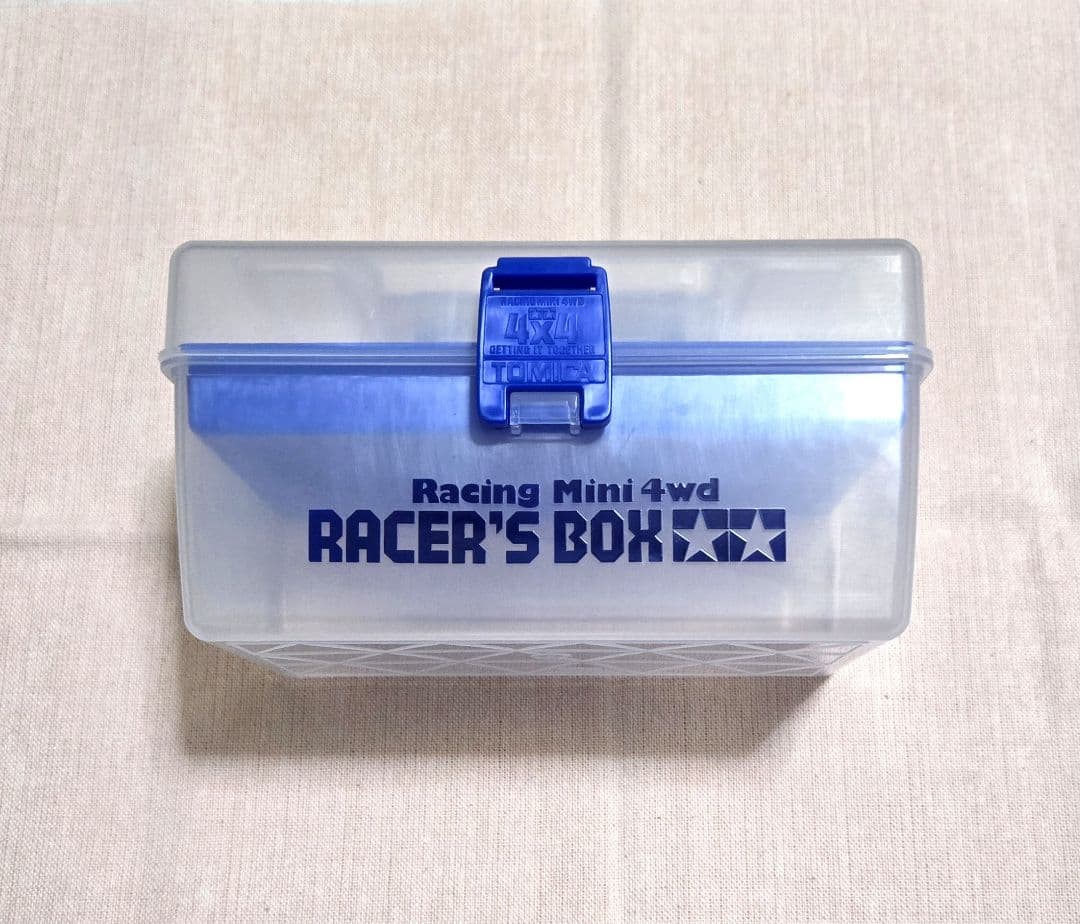 RACING MINI 4WD
4x4
GETTING IT TOGETHER
TOMICA
Racing Mini 4wd
RACER'S BOX